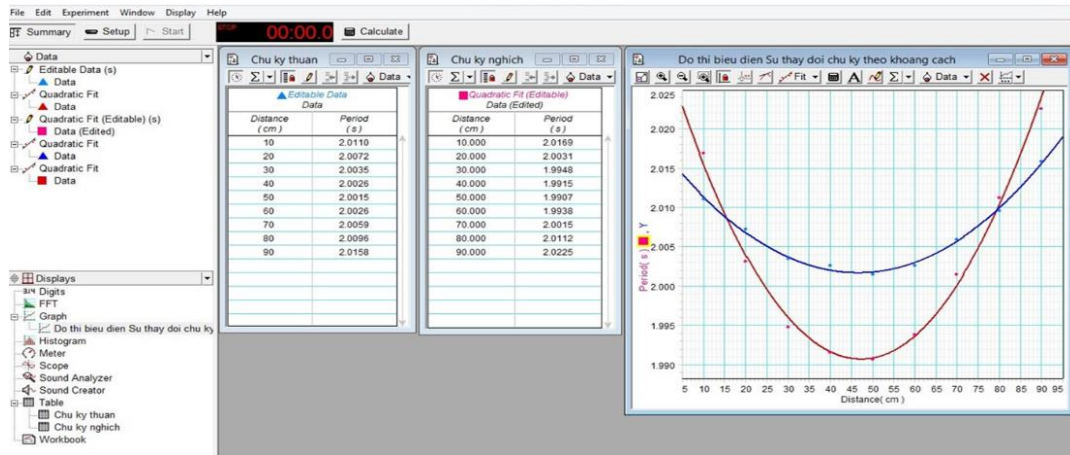 File Edit Experiment Window Display Help
Summary Setup Start STOP 00:00.0 Calculate
Data
Editable Data (s)
Data
Quadratic Fit
Data
Quadratic Fit (Editable) (s)
Data (Edited)
Quadratic Fit
Data
Quadratic Fit
Data
Displays
3.14 Digits
FFT
Graph
Do thi bieu dien Su thay doi chu ky
Histogram
Meter
Scope
Sound Analyzer
Sound Creator
Table
Chu ky thuan
Chu ky nghich
Workbook
Chu ky thuan
Σ Data
Editable Data
Data
Distance Period
( cm ) ( s )
10 2.0110
20 2.0072
30 2.0035
40 2.0026
50 2.0015
60 2.0026
70 2.0059
80 2.0096
90 2.0158
Chu ky nghich
Σ Data
Quadratic Fit (Editable)
Data (Edited)
Distance Period
( cm ) ( s )
10.000 2.0169
20.000 2.0031
30.000 1.9948
40.000 1.9915
50.000 1.9907
60.000 1.9938
70.000 2.0015
80.000 2.0112
90.000 2.0225
Do thi bieu dien Su thay doi chu ky theo khoang cach
Fit A Σ Data
2.025
2.020
2.015
2.010
2.005
2.000
1.995
1.990
Period( s ) , Y
5 10 20 30 40 50 60 65 70 75 80 85 90 95
Distance( cm )